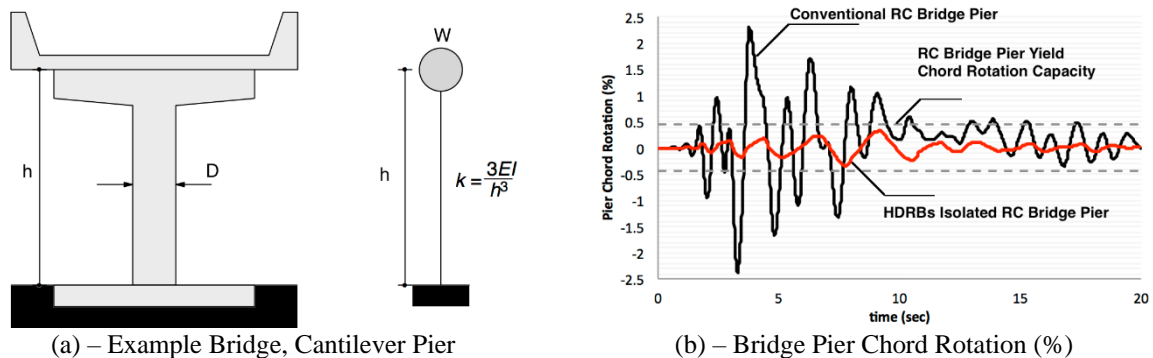 W
h
D
h
k = 3EI/h³
(a) – Example Bridge, Cantilever Pier
Pier Chord Rotation (%)
2.5
2
1.5
1
0.5
0
-0.5
-1
-1.5
-2
-2.5
Conventional RC Bridge Pier
RC Bridge Pier Yield
Chord Rotation Capacity
HDRBs Isolated RC Bridge Pier
0
5
10
15
20
time (sec)
(b) – Bridge Pier Chord Rotation (%)